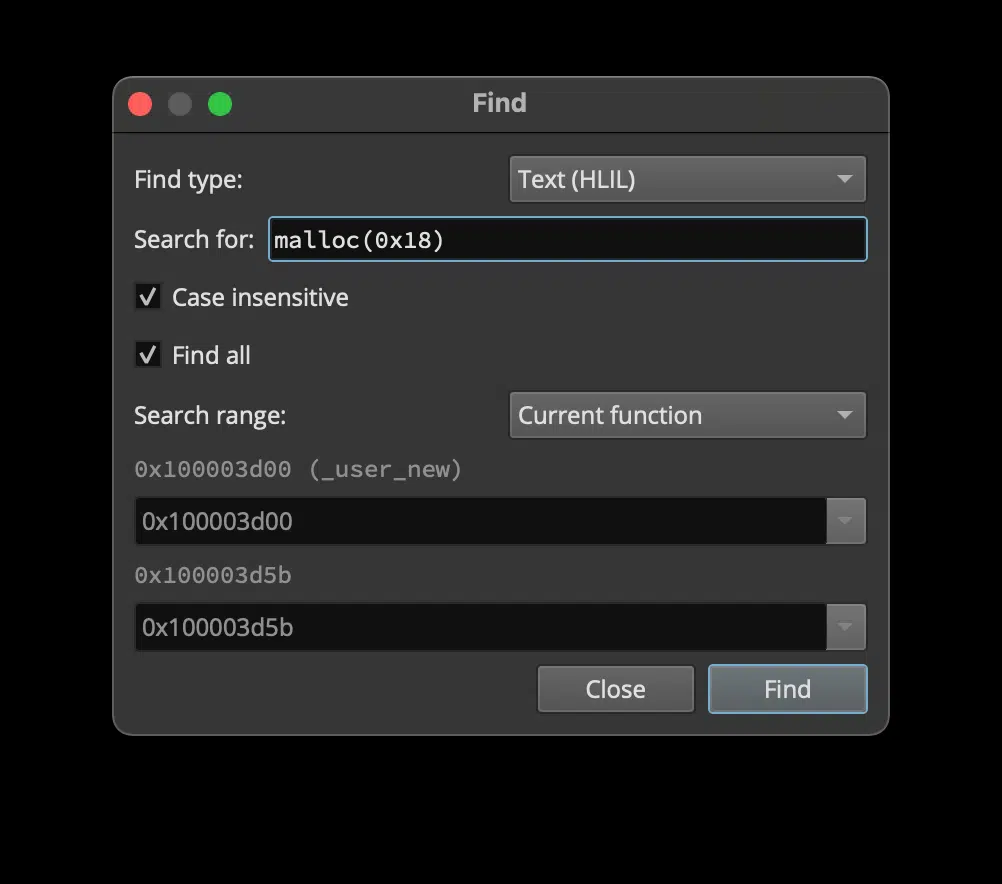 Find
Find type: Text (HLIL)
Search for: malloc(0x18)
Case insensitive
Find all
Search range: Current function
0x100003d00 (_user_new)
0x100003d00
0x100003d5b
0x100003d5b
Close Find